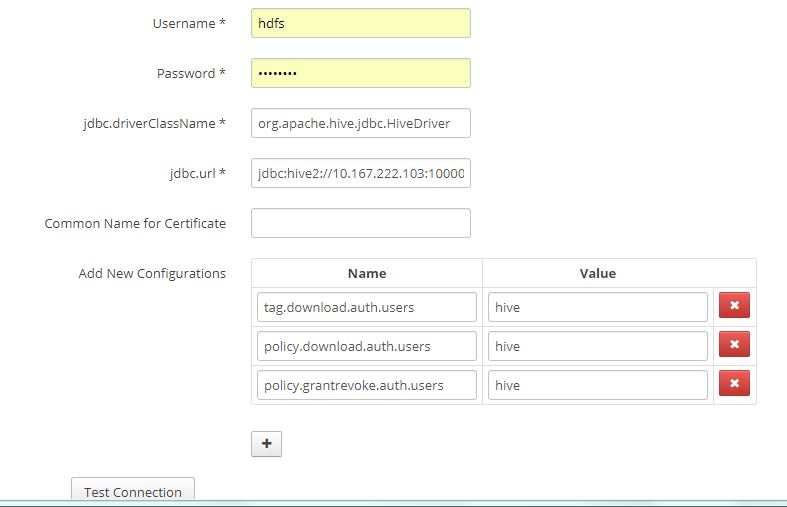 Username * hdfs
Password * ••••••••
jdbc.driverClassName * org.apache.hive.jdbc.HiveDriver
jdbc.url * jdbc:hive2://10.167.222.103:10000
Common Name for Certificate
Add New Configurations Name Value
tag.download.auth.users hive
policy.download.auth.users hive
policy.grantrevoke.auth.users hive
+
Test Connection